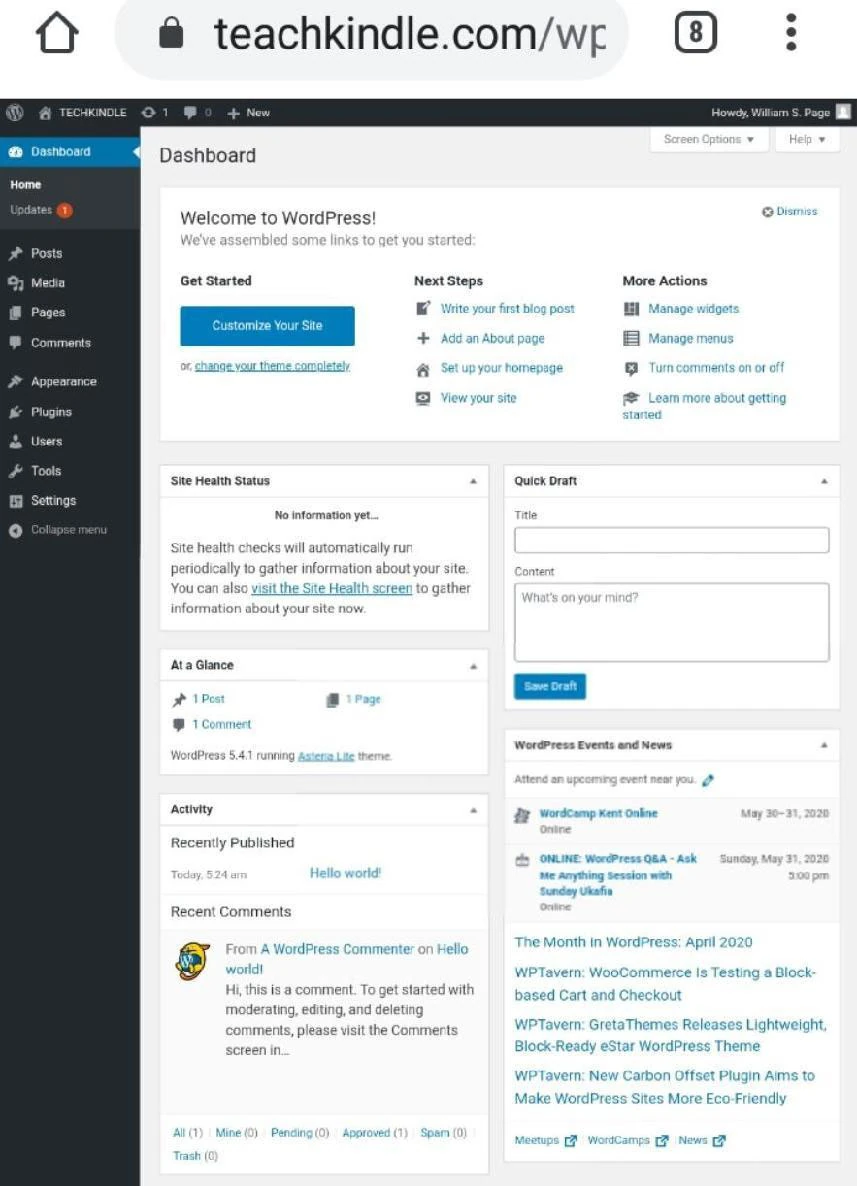 teachkindle.com/wp
8
TECHKINDLE 1 0 New
Howdy, William S. Page
Dashboard
Home
Updates 1
Posts
Media
Pages
Comments
Appearance
Plugins
Users
Tools
Settings
Collapse menu
Dashboard
Screen Options
Help
Welcome to WordPress!
Dismiss
We've assembled some links to get you started:
Get Started
Customize Your Site
or, change your theme completely
Next Steps
Write your first blog post
Add an About page
Set up your homepage
View your site
More Actions
Manage widgets
Manage menus
Turn comments on or off
Learn more about getting
started
Site Health Status
No information yet...
Site health checks will automatically run
periodically to gather information about your site.
You can also visit the Site Health screen to gather
information about your site now.
At a Glance
1 Post
1 Page
1 Comment
WordPress 5.4.1 running Asteria Lite theme.
Activity
Recently Published
Today, 5:24 am Hello world!
Recent Comments
From A WordPress Commenter on Hello
world!
Hi, this is a comment. To get started with
moderating, editing, and deleting
comments, please visit the Comments
screen in...
All (1) | Mine (0) | Pending (0) | Approved (1) | Spam (0) |
Trash (0)
Quick Draft
Title
Content
What's on your mind?
Save Draft
WordPress Events and News
Attend an upcoming event near you.
WordCamp Kent Online May 30–31, 2020
Online
ONLINE: WordPress Q&A - Ask Sunday, May 31, 2020
Me Anything Session with 5:00 pm
Sunday Ukafia
Online
The Month in WordPress: April 2020
WPTavern: WooCommerce Is Testing a Block-
based Cart and Checkout
WPTavern: GretaThemes Releases Lightweight,
Block-Ready eStar WordPress Theme
WPTavern: New Carbon Offset Plugin Aims to
Make WordPress Sites More Eco-Friendly
Meetups | WordCamps | News